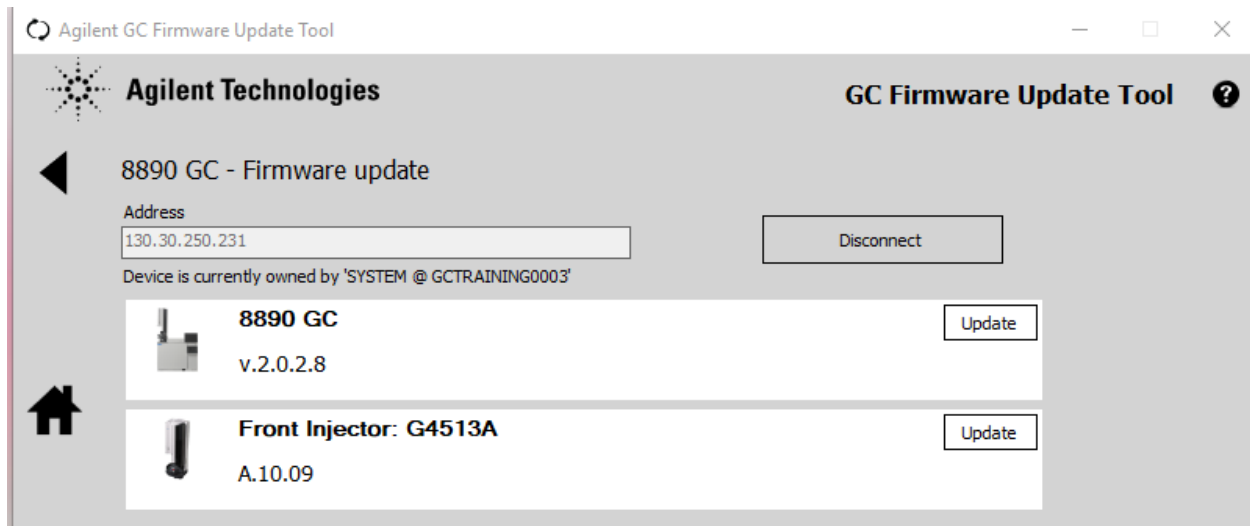 Agilent GC Firmware Update Tool
Agilent Technologies
GC Firmware Update Tool ?
8890 GC - Firmware update
Address
130.30.250.231
Disconnect
Device is currently owned by 'SYSTEM @ GCTRAINING0003'
8890 GC
Update
v.2.0.2.8
Front Injector: G4513A
Update
A.10.09